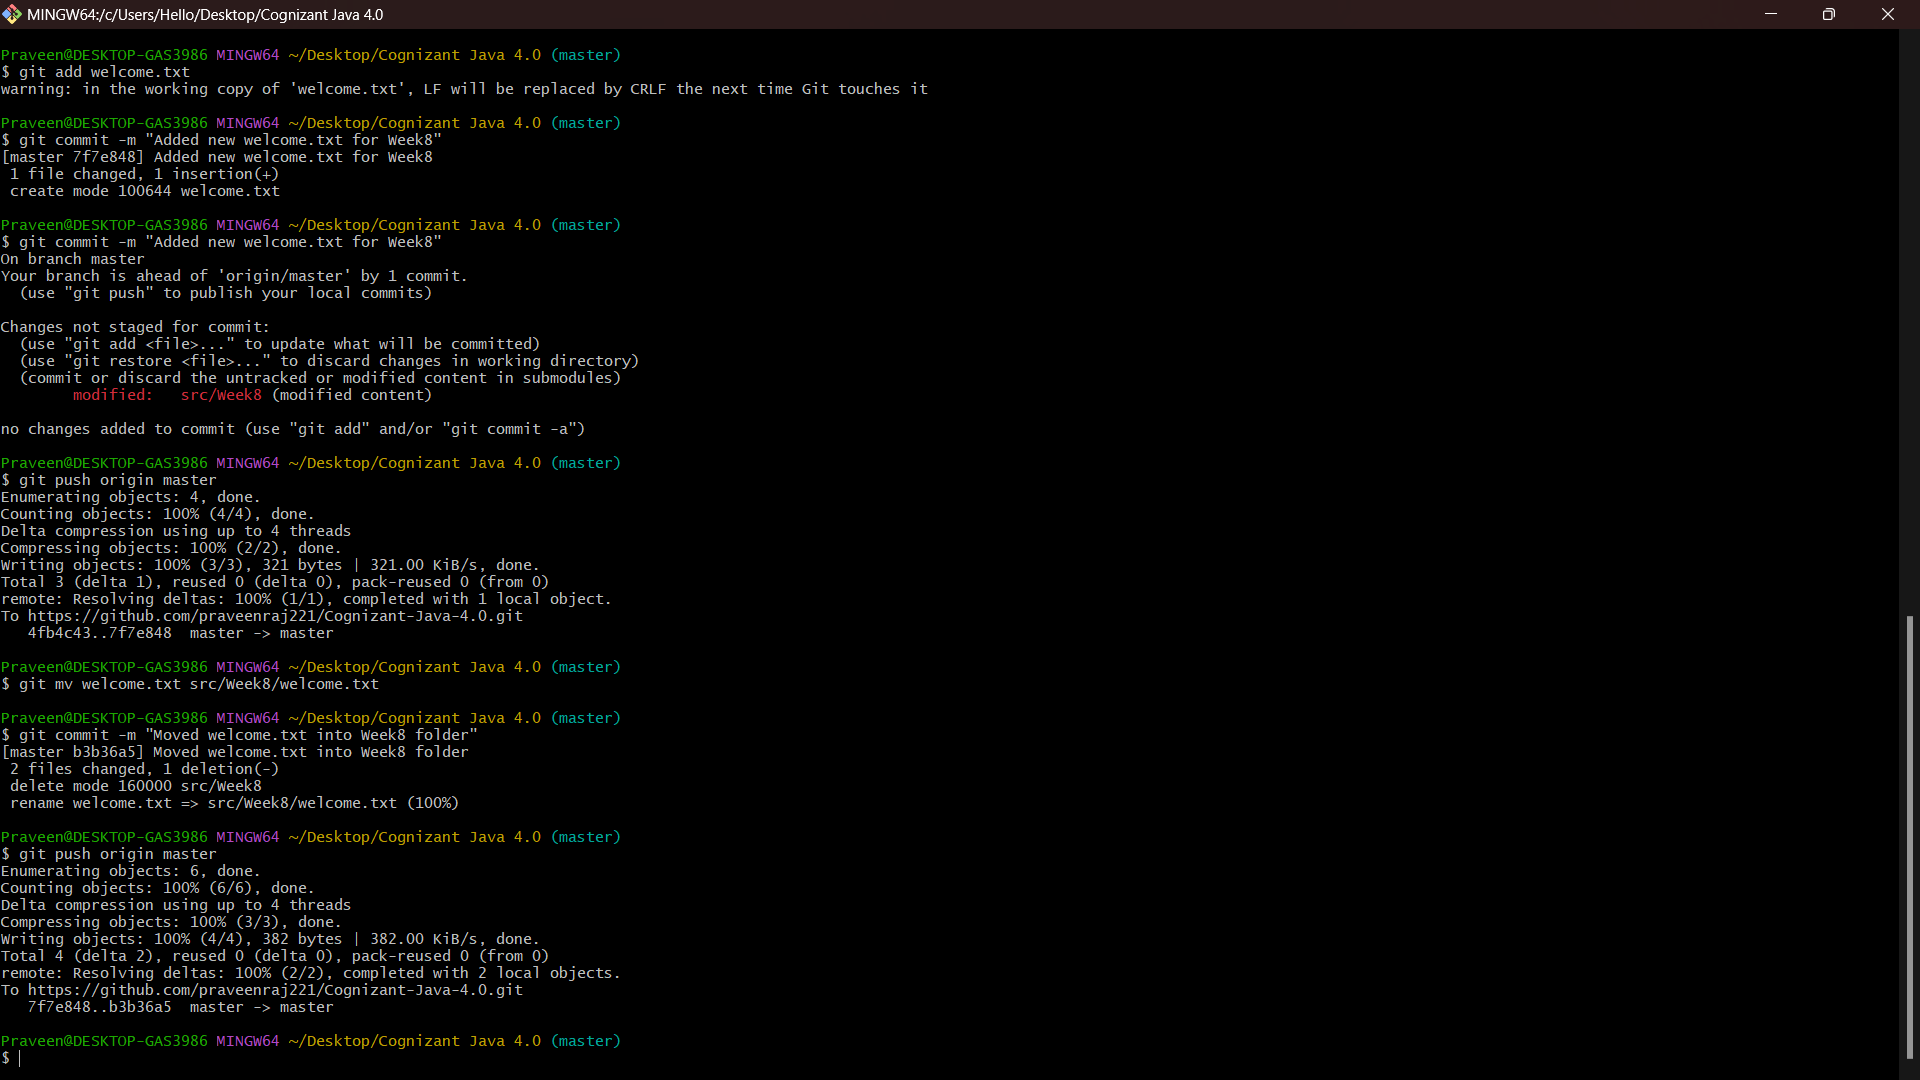 MINGW64:/c/Users/Hello/Desktop/Cognizant Java 4.0
Praveen@DESKTOP-GAS3986 MINGW64 ~/Desktop/Cognizant Java 4.0 (master)
$ git add welcome.txt
warning: in the working copy of 'welcome.txt', LF will be replaced by CRLF the next time Git touches it
Praveen@DESKTOP-GAS3986 MINGW64 ~/Desktop/Cognizant Java 4.0 (master)
$ git commit -m "Added new welcome.txt for Week8"
[master 7f7e848] Added new welcome.txt for Week8
 1 file changed, 1 insertion(+)
 create mode 100644 welcome.txt
Praveen@DESKTOP-GAS3986 MINGW64 ~/Desktop/Cognizant Java 4.0 (master)
$ git commit -m "Added new welcome.txt for Week8"
On branch master
Your branch is ahead of 'origin/master' by 1 commit.
  (use "git push" to publish your local commits)
Changes not staged for commit:
  (use "git add <file>..." to update what will be committed)
  (use "git restore <file>..." to discard changes in working directory)
  (commit or discard the untracked or modified content in submodules)
        modified:   src/Week8 (modified content)
no changes added to commit (use "git add" and/or "git commit -a")
Praveen@DESKTOP-GAS3986 MINGW64 ~/Desktop/Cognizant Java 4.0 (master)
$ git push origin master
Enumerating objects: 4, done.
Counting objects: 100% (4/4), done.
Delta compression using up to 4 threads
Compressing objects: 100% (2/2), done.
Writing objects: 100% (3/3), 321 bytes | 321.00 KiB/s, done.
Total 3 (delta 1), reused 0 (delta 0), pack-reused 0 (from 0)
remote: Resolving deltas: 100% (1/1), completed with 1 local object.
To https://github.com/praveenraj221/Cognizant-Java-4.0.git
   4fb4c43..7f7e848  master -> master
Praveen@DESKTOP-GAS3986 MINGW64 ~/Desktop/Cognizant Java 4.0 (master)
$ git mv welcome.txt src/Week8/welcome.txt
Praveen@DESKTOP-GAS3986 MINGW64 ~/Desktop/Cognizant Java 4.0 (master)
$ git commit -m "Moved welcome.txt into Week8 folder"
[master b3b36a5] Moved welcome.txt into Week8 folder
 2 files changed, 1 deletion(-)
 delete mode 160000 src/Week8
 rename welcome.txt => src/Week8/welcome.txt (100%)
Praveen@DESKTOP-GAS3986 MINGW64 ~/Desktop/Cognizant Java 4.0 (master)
$ git push origin master
Enumerating objects: 6, done.
Counting objects: 100% (6/6), done.
Delta compression using up to 4 threads
Compressing objects: 100% (3/3), done.
Writing objects: 100% (4/4), 382 bytes | 382.00 KiB/s, done.
Total 4 (delta 2), reused 0 (delta 0), pack-reused 0 (from 0)
remote: Resolving deltas: 100% (2/2), completed with 2 local objects.
To https://github.com/praveenraj221/Cognizant-Java-4.0.git
   7f7e848..b3b36a5  master -> master
Praveen@DESKTOP-GAS3986 MINGW64 ~/Desktop/Cognizant Java 4.0 (master)
$